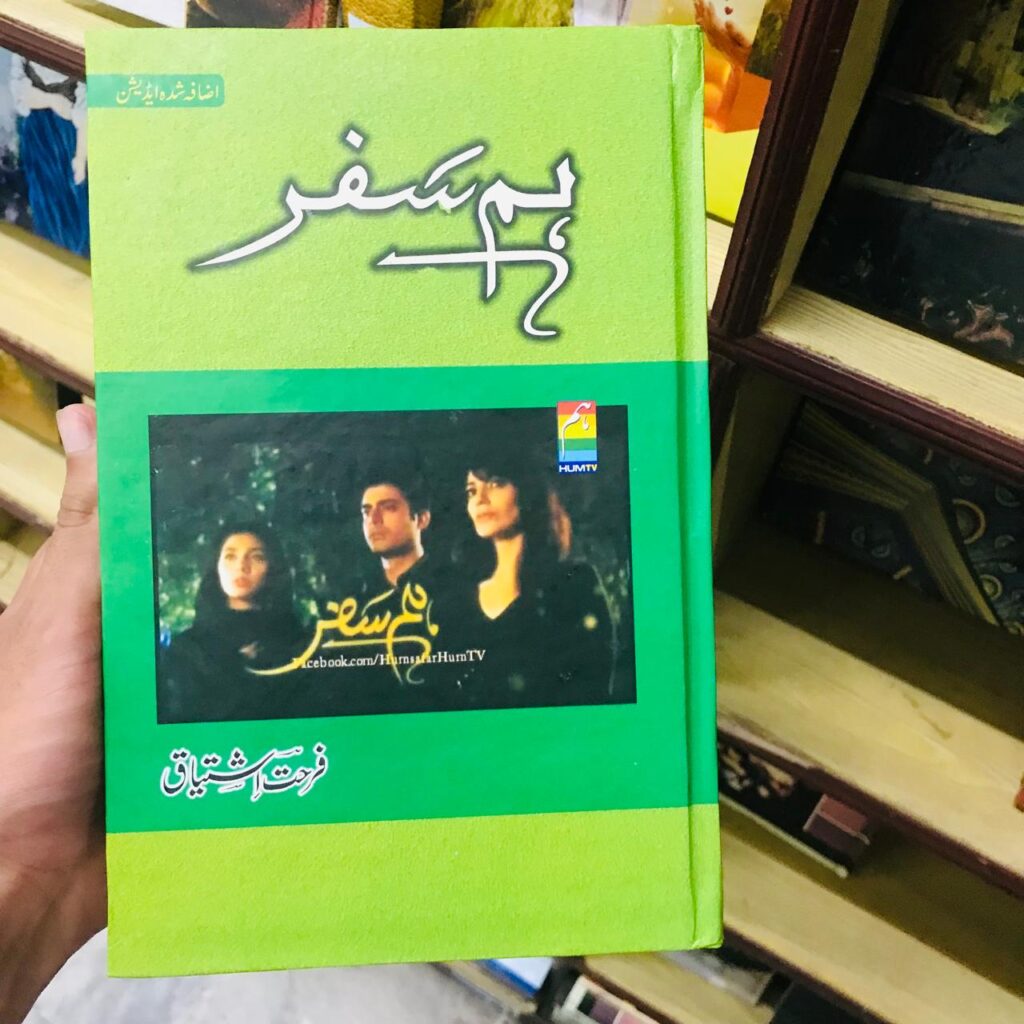 اضافہ شدہ ایڈیشن
ہم سفر
ہم
HUMTV
ہم سفر
facebook.com/HumsafarHumTV
فرحت اشتیاق